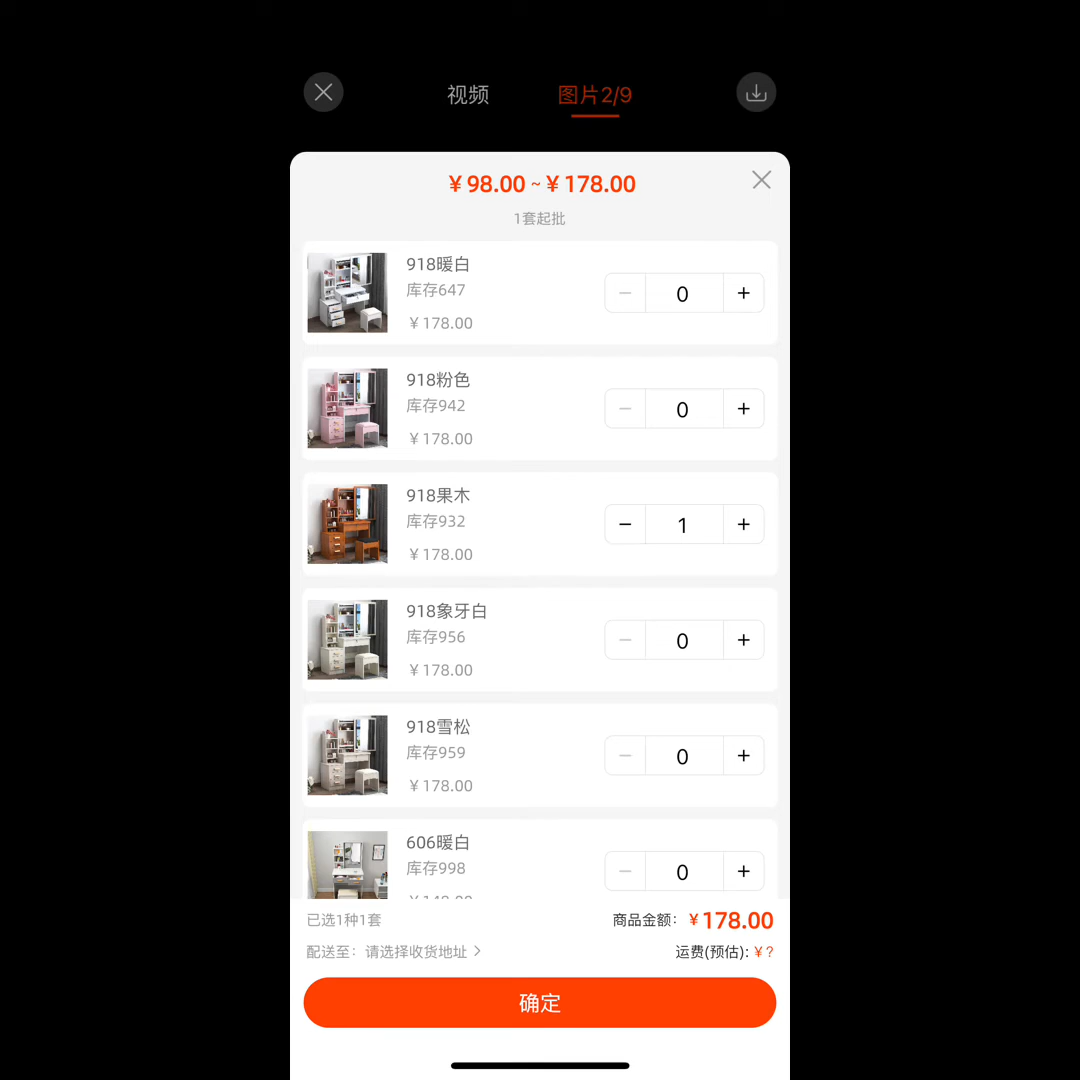 视频
图片2/9
￥98.00 ~ ￥178.00
1套起批
918暖白
库存647
￥178.00
0
918粉色
库存942
￥178.00
0
918果木
库存932
￥178.00
1
918象牙白
库存956
￥178.00
0
918雪松
库存959
￥178.00
0
606暖白
库存998
0
已选1种1套
商品金额：￥178.00
配送至：请选择收货地址
运费(预估)：￥?
确定